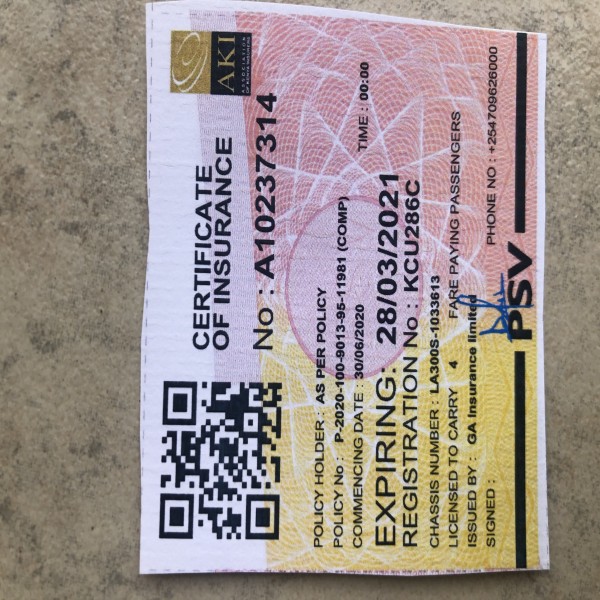 AKI
ASSOCIATION
OF KENYA INSURERS
CERTIFICATE
OF INSURANCE
No : A10237314
POLICY HOLDER : AS PER POLICY
POLICY No : P-2020-100-9013-95-11981 (COMP)
COMMENCING DATE : 30/06/2020 TIME : 00:00
EXPIRING: 28/03/2021
REGISTRATION No : KCU286C
CHASSIS NUMBER : LA300S-1033613
LICENSED TO CARRY 4 FARE PAYING PASSENGERS
ISSUED BY : GA Insurance limited
SIGNED : PHONE NO : +254709626000
PSV